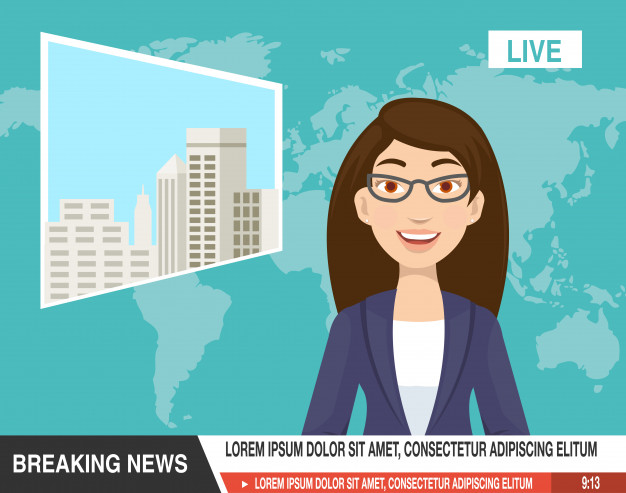 LIVE
BREAKING NEWS
LOREM IPSUM DOLOR SIT AMET, CONSECTETUR ADIPISCING ELITUM
LOREM IPSUM DOLOR SIT AMET, CONSECTETUR ADIPISCING ELITUM
9:13